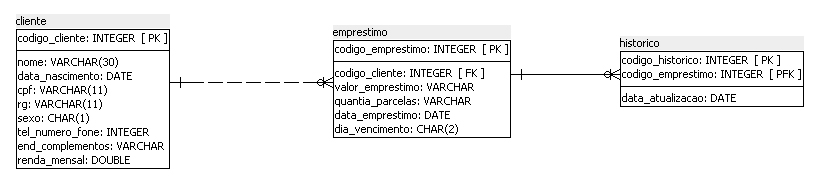 cliente
codigo_cliente: INTEGER [ PK ]
nome: VARCHAR(30)
data_nascimento: DATE
cpf: VARCHAR(11)
rg: VARCHAR(11)
sexo: CHAR(1)
tel_numero_fone: INTEGER
end_complementos: VARCHAR
renda_mensal: DOUBLE
emprestimo
codigo_emprestimo: INTEGER [ PK ]
codigo_cliente: INTEGER [ FK ]
valor_emprestimo: VARCHAR
quantia_parcelas: VARCHAR
data_emprestimo: DATE
dia_vencimento: CHAR(2)
historico
codigo_historico: INTEGER [ PK ]
codigo_emprestimo: INTEGER [ PFK ]
data_atualizacao: DATE